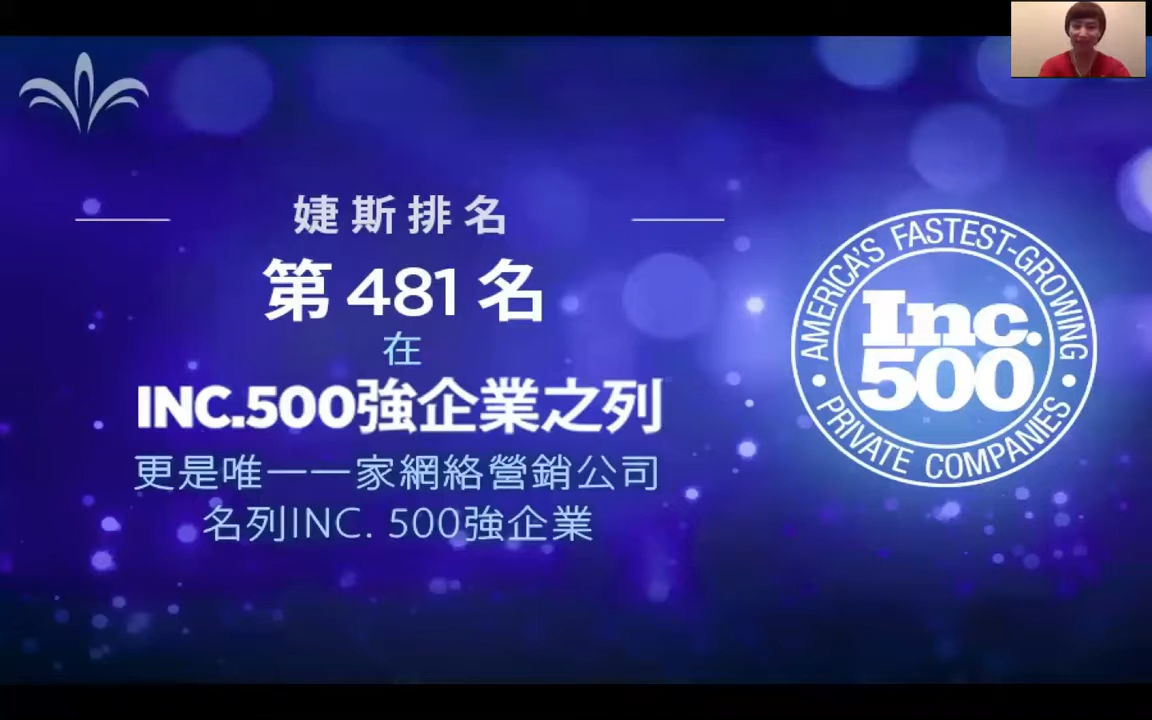 婕斯排名
第 481 名
在
INC.500強企業之列
更是唯一一家網絡營銷公司
名列INC. 500強企業
AMERICA'S FASTEST-GROWING
Inc.
500
PRIVATE COMPANIES